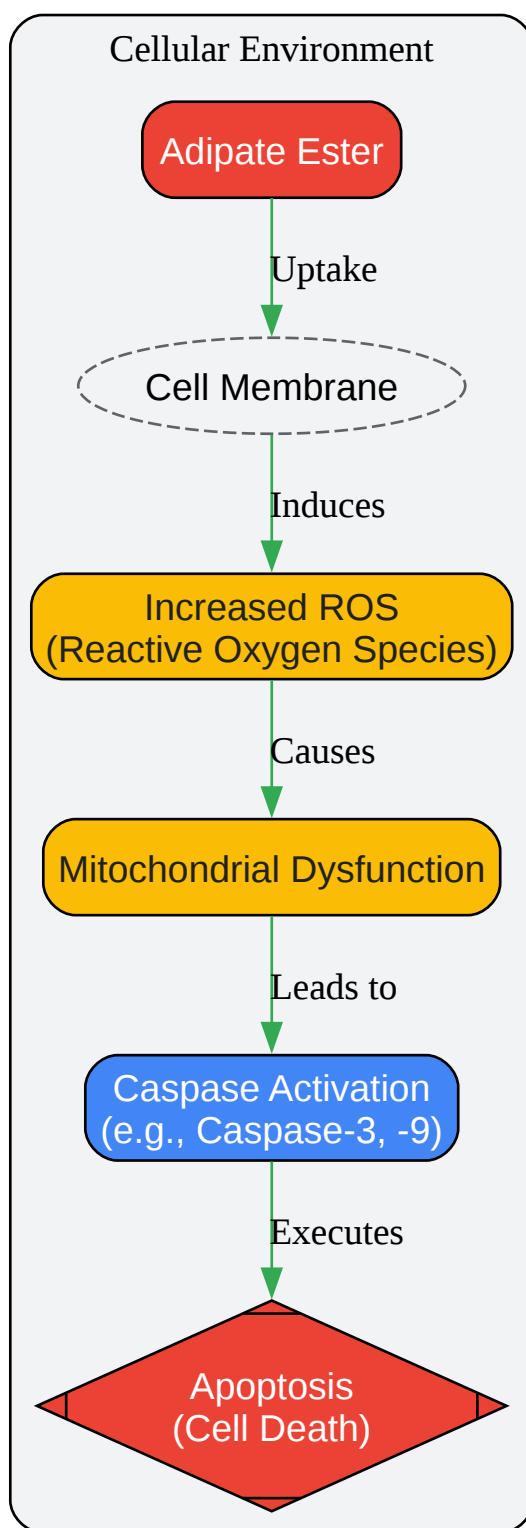 Cellular Environment
Adipate Ester
Uptake
Cell Membrane
Induces
Increased ROS
(Reactive Oxygen Species)
Causes
Mitochondrial Dysfunction
Leads to
Caspase Activation
(e.g., Caspase-3, -9)
Executes
Apoptosis
(Cell Death)